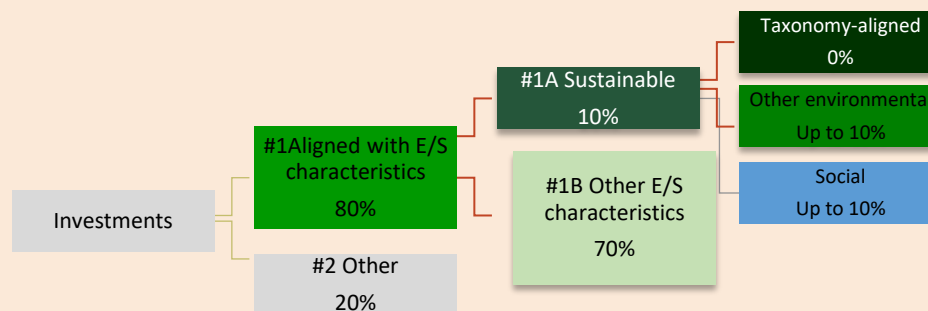 Investments
#1Aligned with E/S
characteristics
80%
#2 Other
20%
#1A Sustainable
10%
#1B Other E/S
characteristics
70%
Taxonomy-aligned
0%
Other environmenta
Up to 10%
Social
Up to 10%